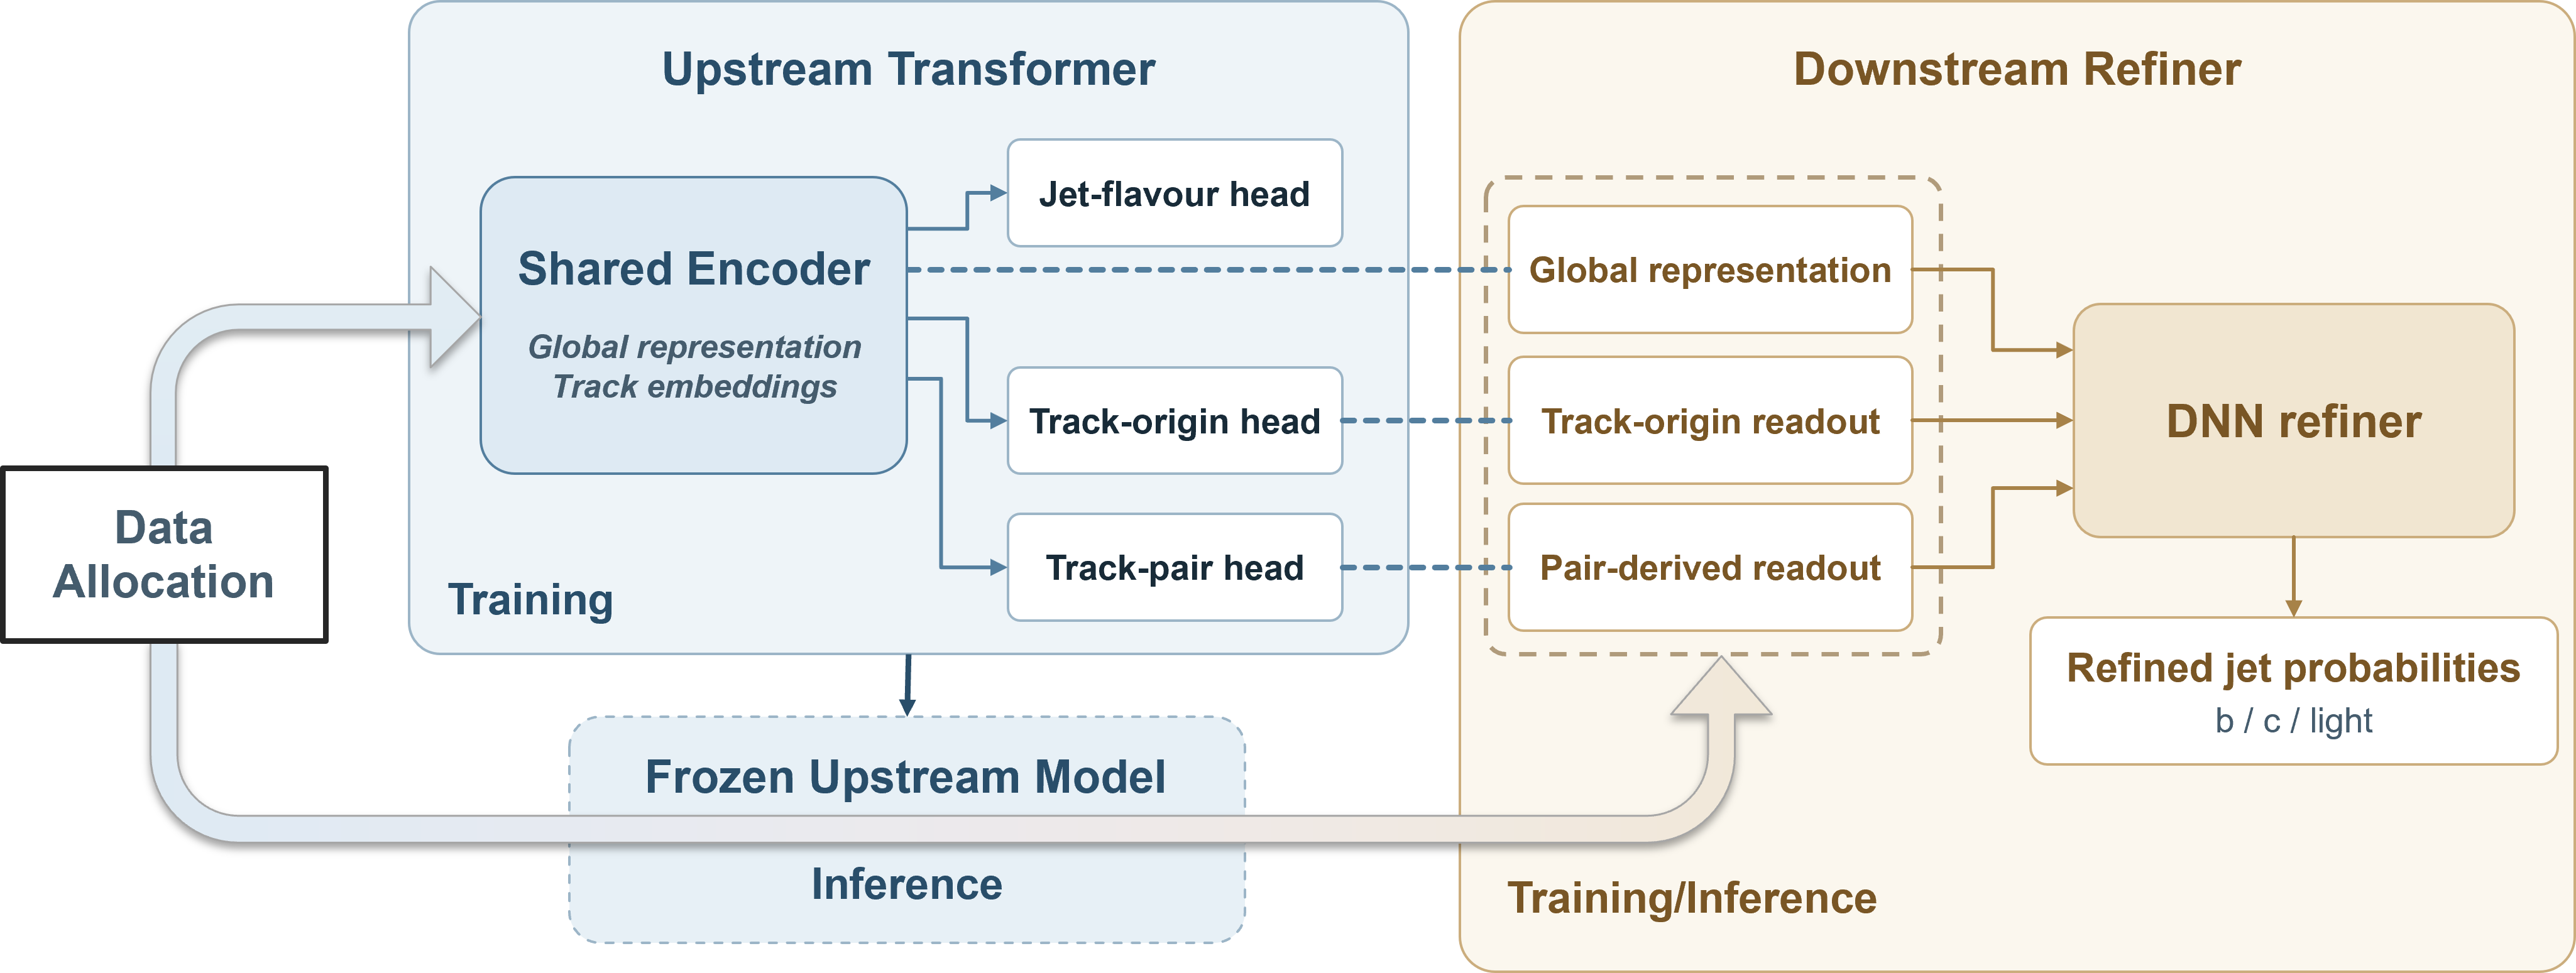 Upstream Transformer
Jet-flavour head
Shared Encoder
Global representation
Track embeddings
Track-origin head
Track-pair head
Training
Data
Allocation
Frozen Upstream Model
Inference
Downstream Refiner
Global representation
Track-origin readout
Pair-derived readout
DNN refiner
Refined jet probabilities
b / c / light
Training/Inference